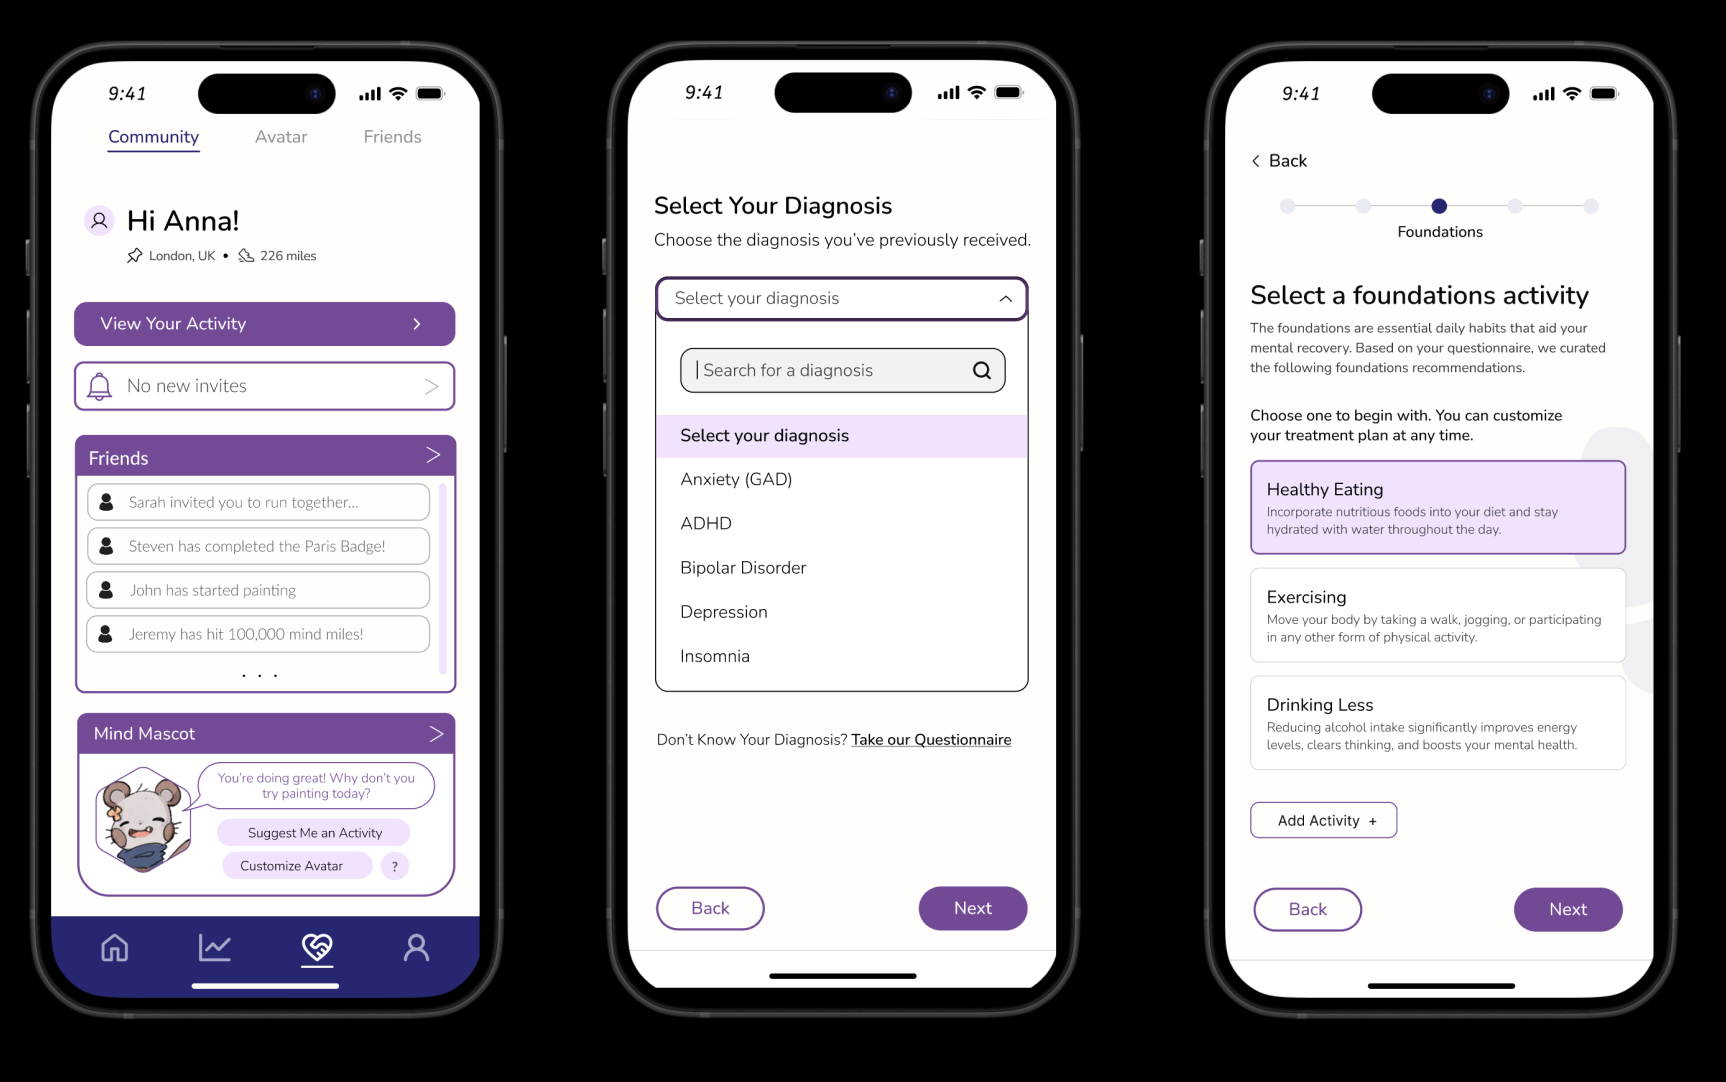 9:41
Community Avatar Friends
Hi Anna!
London, UK • 226 miles
View Your Activity >
No new invites >
Friends >
Sarah invited you to run together...
Steven has completed the Paris Badge!
John has started painting
Jeremy has hit 100,000 mind miles!
. . .
Mind Mascot >
You're doing great! Why don't you
try painting today?
Suggest Me an Activity
Customize Avatar ?
9:41
Select Your Diagnosis
Choose the diagnosis you've previously received.
Select your diagnosis
Search for a diagnosis
Select your diagnosis
Anxiety (GAD)
ADHD
Bipolar Disorder
Depression
Insomnia
Don't Know Your Diagnosis? Take our Questionnaire
Back Next
9:41
< Back
Foundations
Select a foundations activity
The foundations are essential daily habits that aid your
mental recovery. Based on your questionnaire, we curated
the following foundations recommendations.
Choose one to begin with. You can customize
your treatment plan at any time.
Healthy Eating
Incorporate nutritious foods into your diet and stay
hydrated with water throughout the day.
Exercising
Move your body by taking a walk, jogging, or participating
in any other form of physical activity.
Drinking Less
Reducing alcohol intake significantly improves energy
levels, clears thinking, and boosts your mental health.
Add Activity +
Back Next